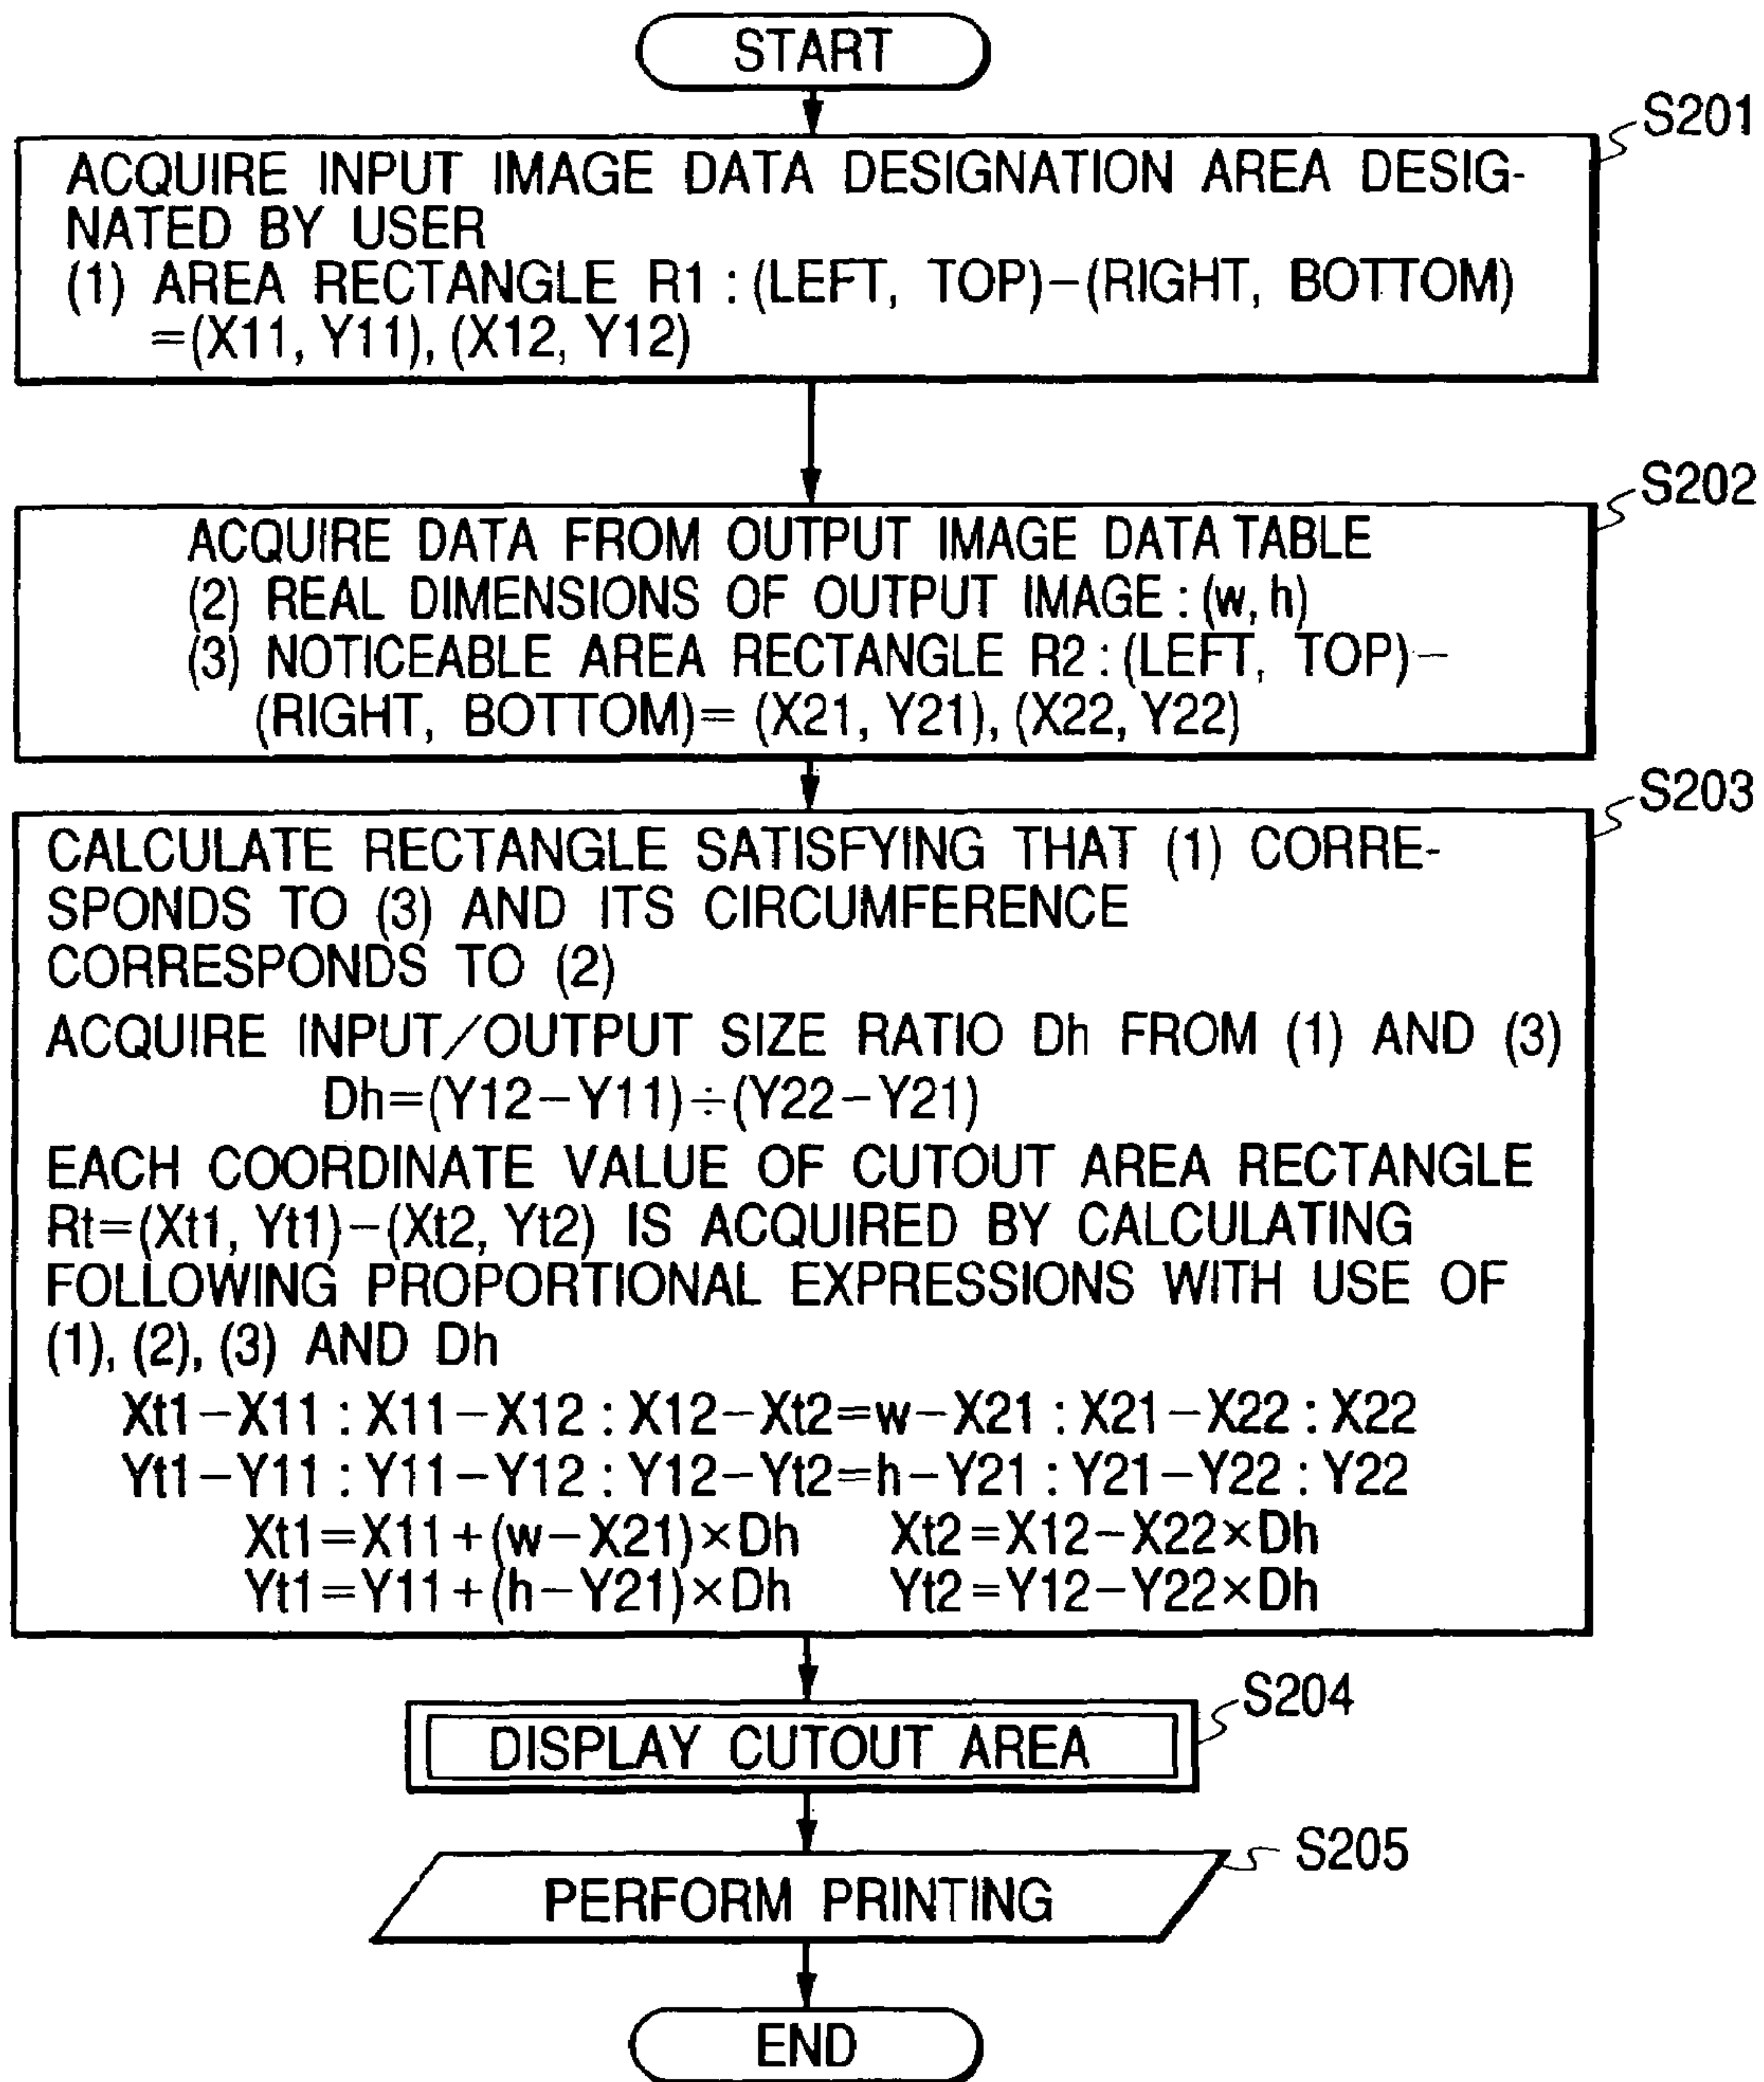 START
S201
ACQUIRE INPUT IMAGE DATA DESIGNATION AREA DESIG-
NATED BY USER
(1) AREA RECTANGLE R1 : (LEFT, TOP)−(RIGHT, BOTTOM)
=(X11, Y11), (X12, Y12)
S202
ACQUIRE DATA FROM OUTPUT IMAGE DATA TABLE
(2) REAL DIMENSIONS OF OUTPUT IMAGE : (w, h)
(3) NOTICEABLE AREA RECTANGLE R2 : (LEFT, TOP)−
(RIGHT, BOTTOM)= (X21, Y21), (X22, Y22)
S203
CALCULATE RECTANGLE SATISFYING THAT (1) CORRE-
SPONDS TO (3) AND ITS CIRCUMFERENCE
CORRESPONDS TO (2)
ACQUIRE INPUT/OUTPUT SIZE RATIO Dh FROM (1) AND (3)
Dh=(Y12−Y11)÷(Y22−Y21)
EACH COORDINATE VALUE OF CUTOUT AREA RECTANGLE
Rt=(Xt1, Yt1)−(Xt2, Yt2) IS ACQUIRED BY CALCULATING
FOLLOWING PROPORTIONAL EXPRESSIONS WITH USE OF
(1), (2), (3) AND Dh
Xt1−X11 : X11−X12 : X12−Xt2=w−X21 : X21−X22 : X22
Yt1−Y11 : Y11−Y12 : Y12−Yt2=h−Y21 : Y21−Y22 : Y22
Xt1=X11+(w−X21)×Dh Xt2=X12−X22×Dh
Yt1=Y11+(h−Y21)×Dh Yt2=Y12−Y22×Dh
S204
DISPLAY CUTOUT AREA
S205
PERFORM PRINTING
END